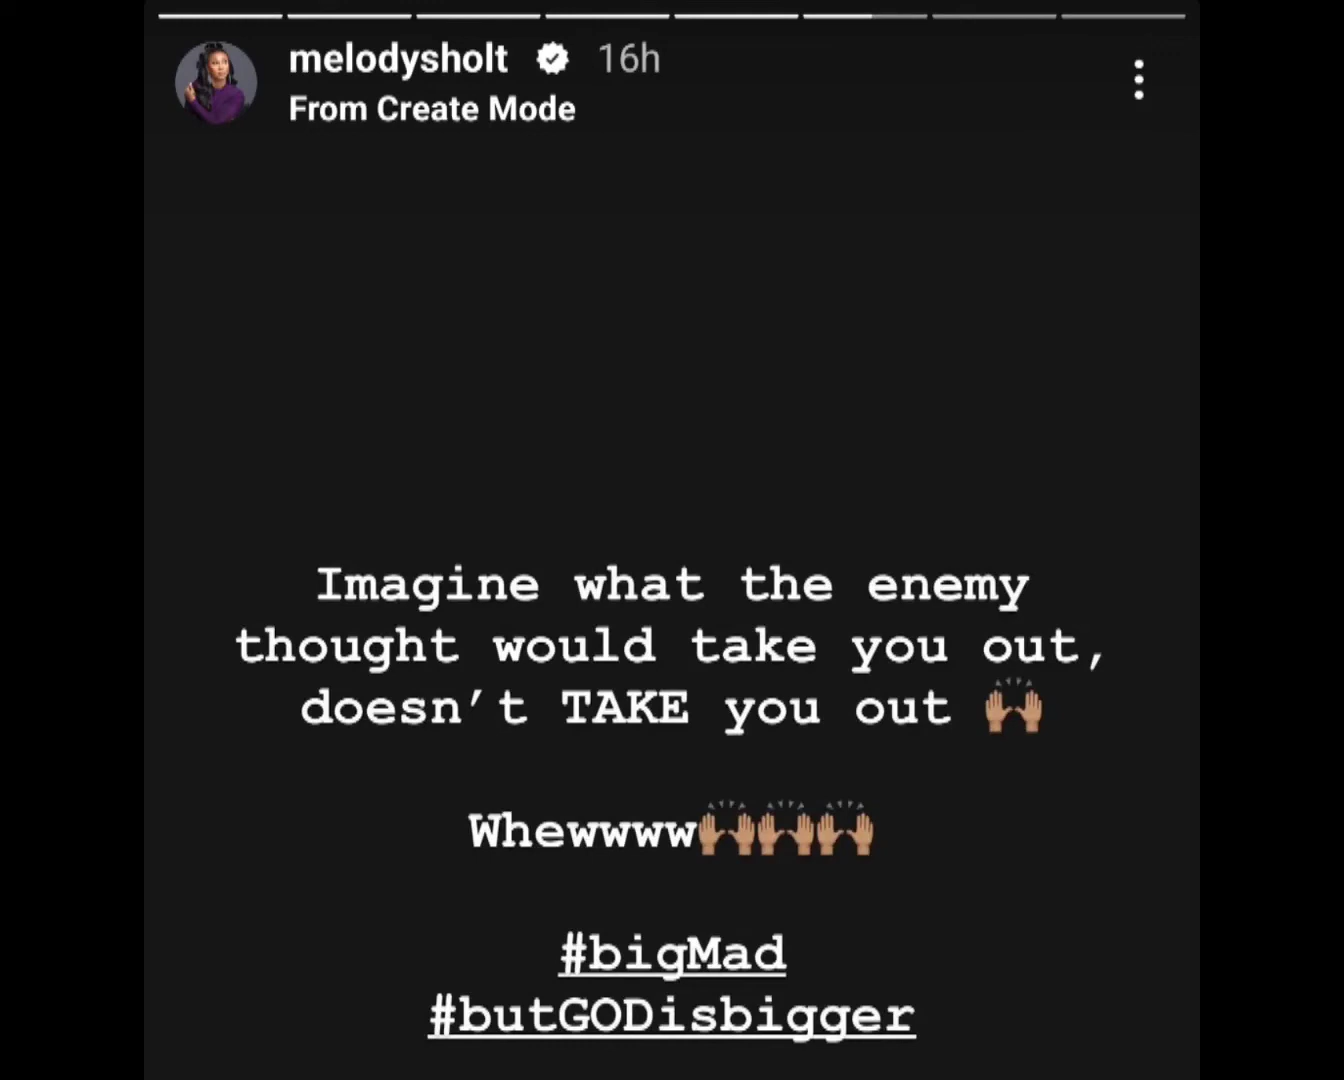 melodysholt 16h
From Create Mode
Imagine what the enemy
thought would take you out,
doesn’t TAKE you out 🙌🏽
Whewwww🙌🏽🙌🏽🙌🏽
#bigMad
#butGODisbigger